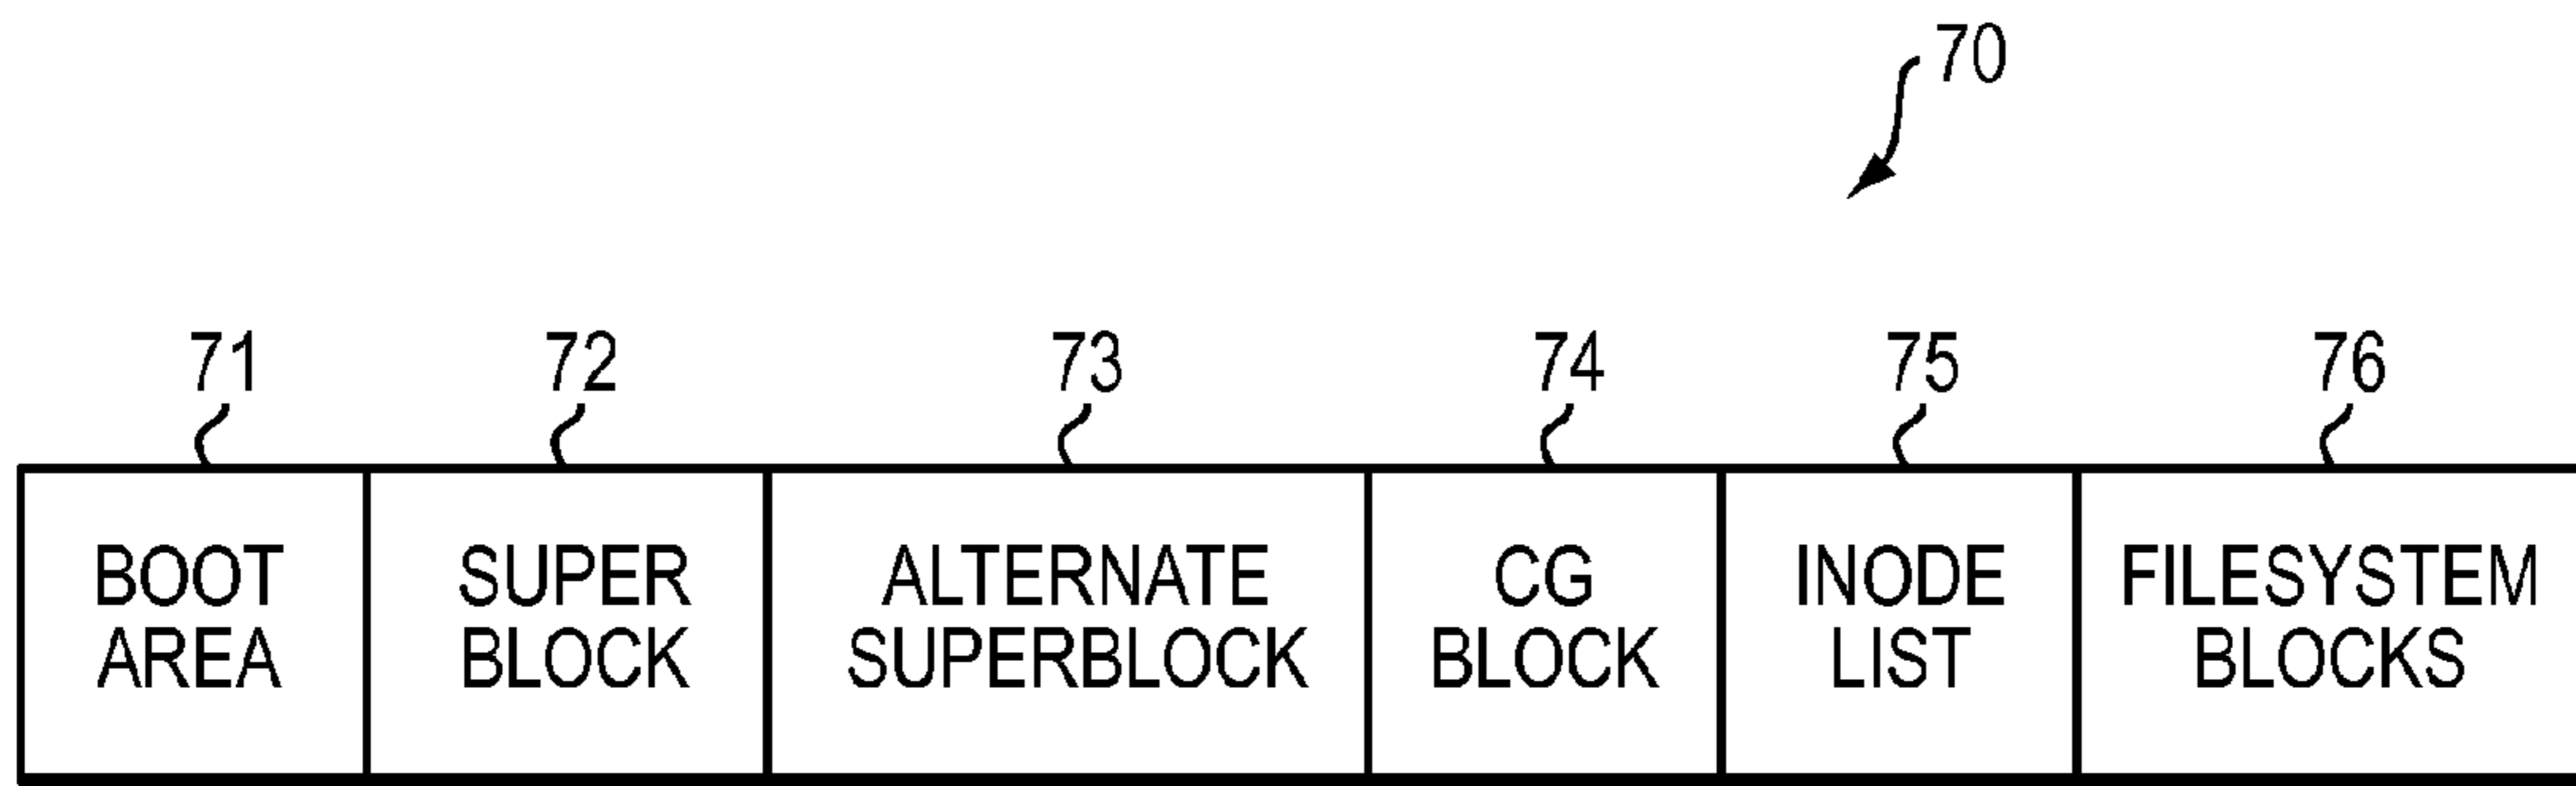 70
71 72 73 74 75 76
BOOT AREA
SUPER BLOCK
ALTERNATE SUPERBLOCK
CG BLOCK
INODE LIST
FILESYSTEM BLOCKS